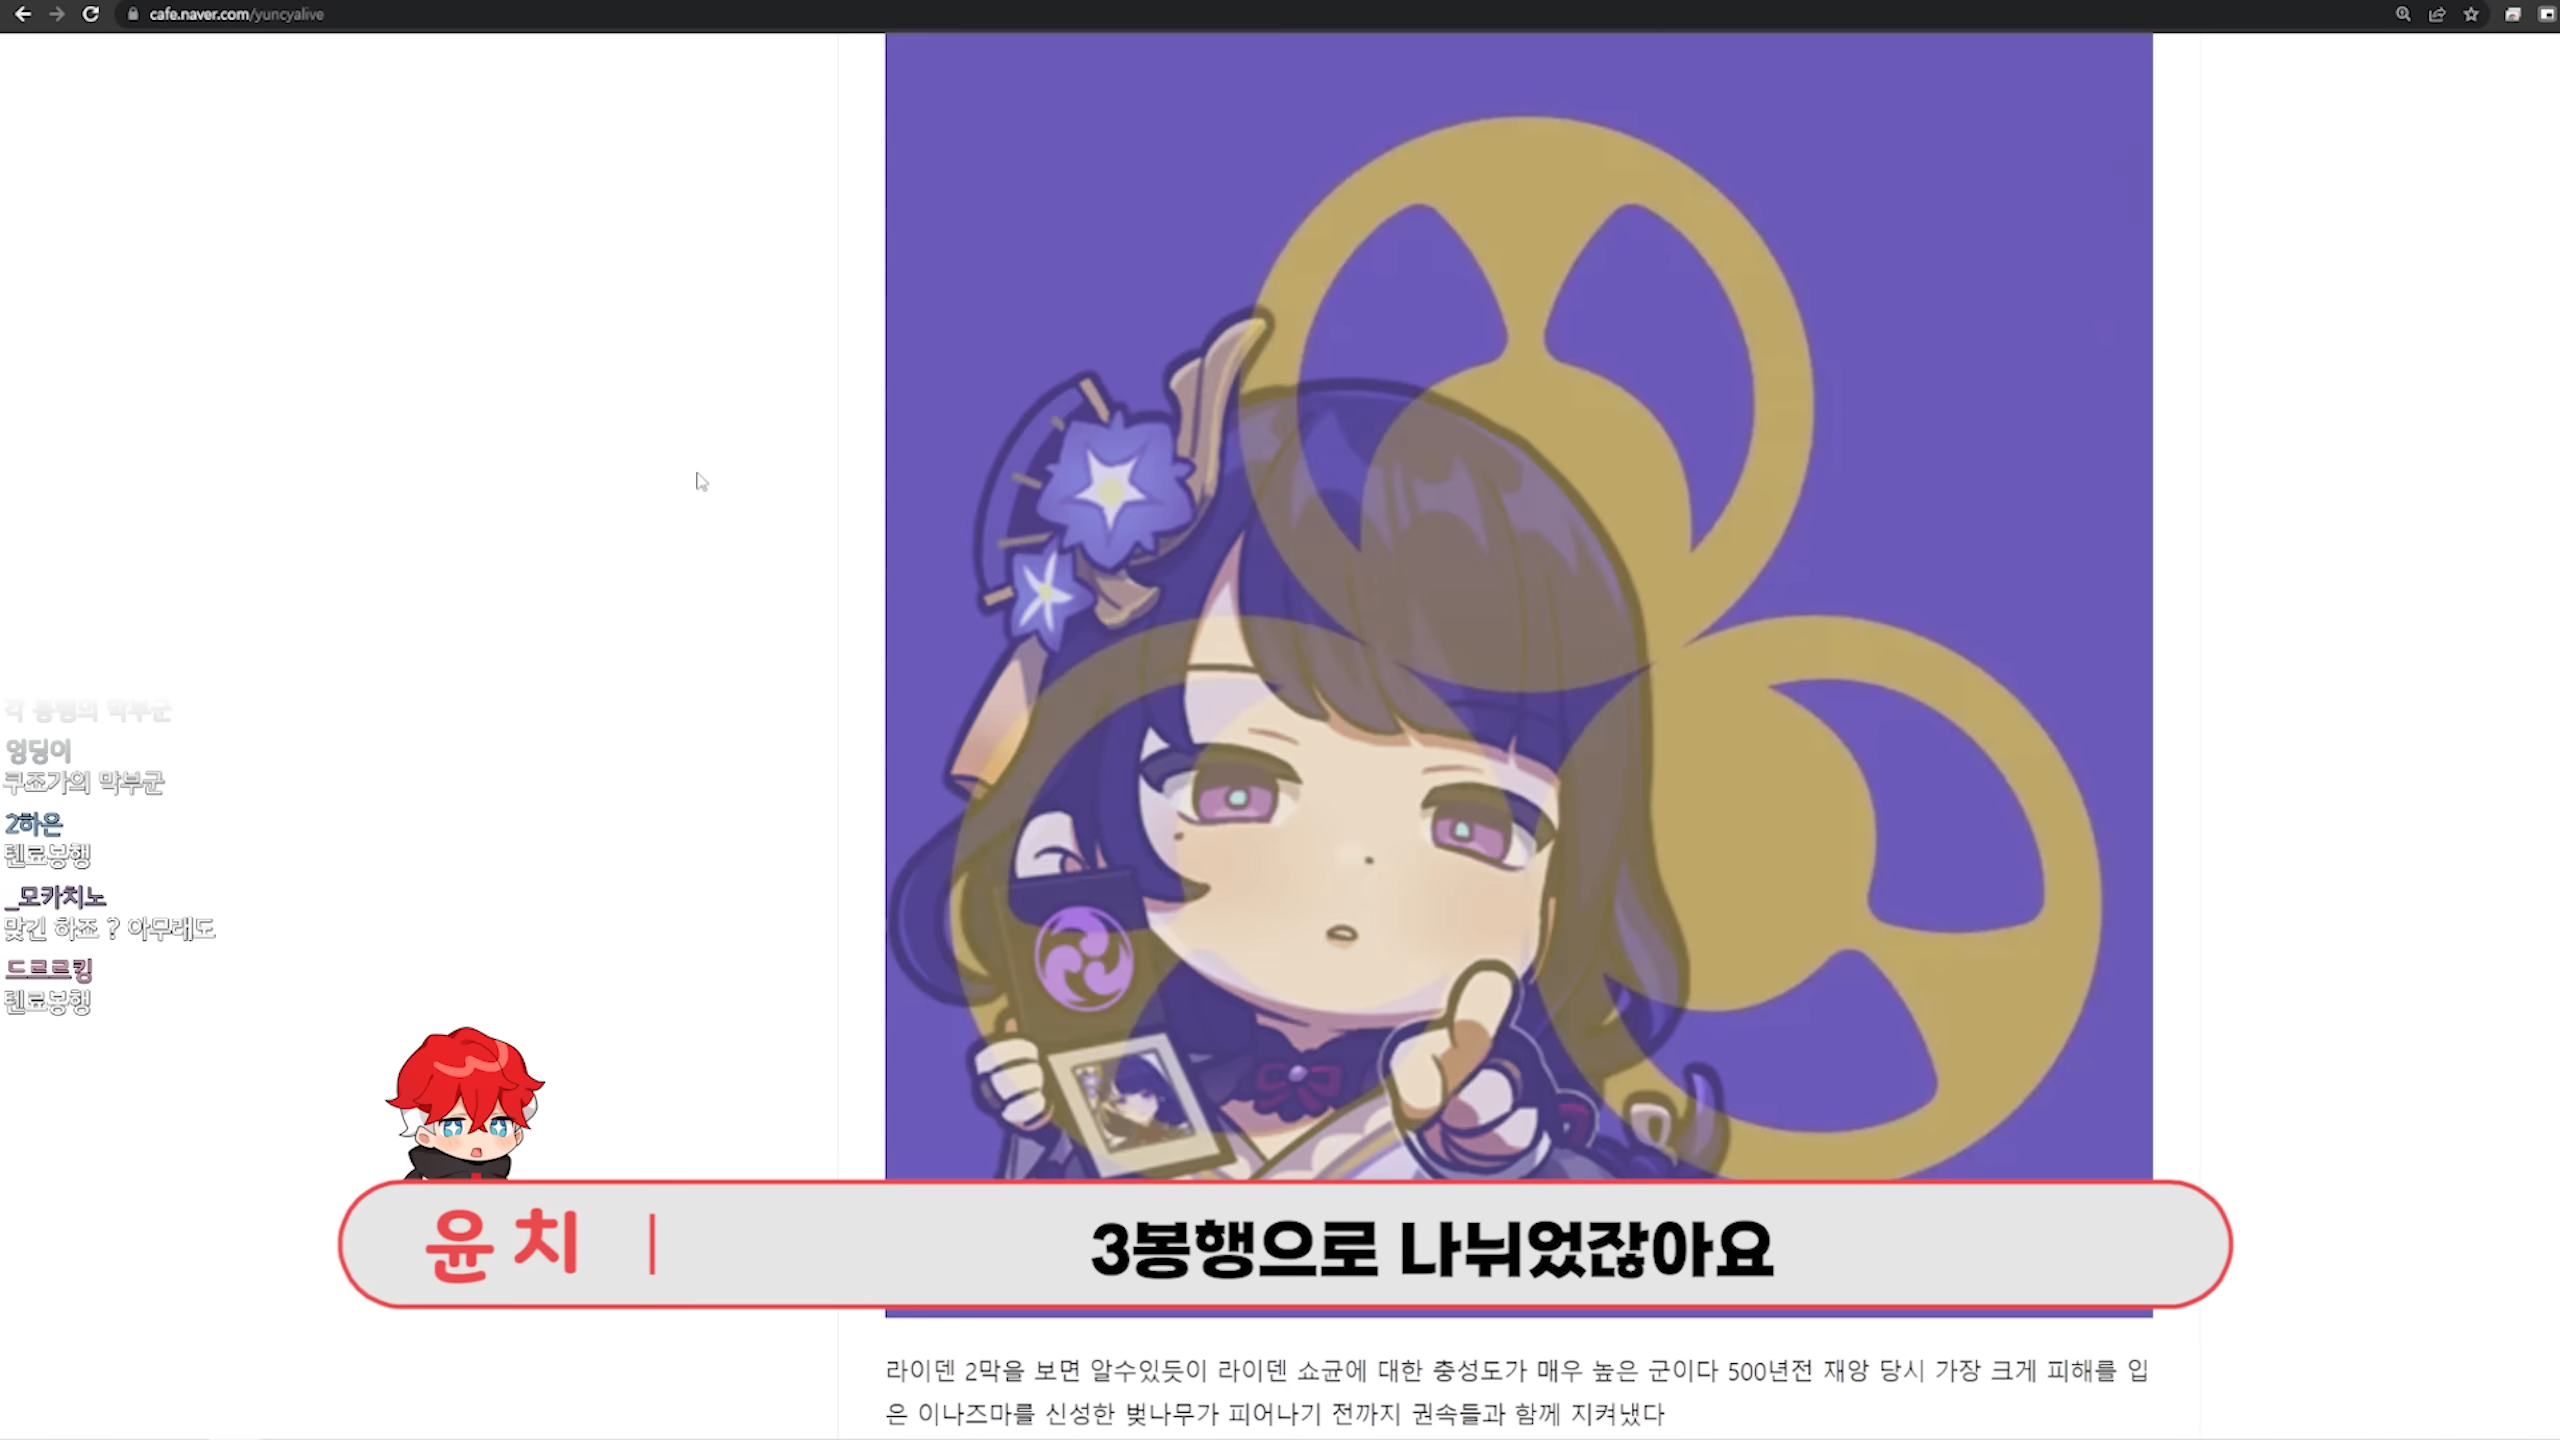 cafe.naver.com/yuncyalive
각 봉행의 막부군
엉덩이
쿠죠가의 막부군
2하은
텐료봉행
_모카치노
맞긴 하죠 ? 아무래도
드르르킹
텐료봉행
윤치 |
3봉행으로 나뉘었잖아요
라이덴 2막을 보면 알수있듯이 라이덴 쇼균에 대한 충성도가 매우 높은 군이다 500년전 재앙 당시 가장 크게 피해를 입
은 이나즈마를 신성한 벚나무가 피어나기 전까지 권속들과 함께 지켜냈다